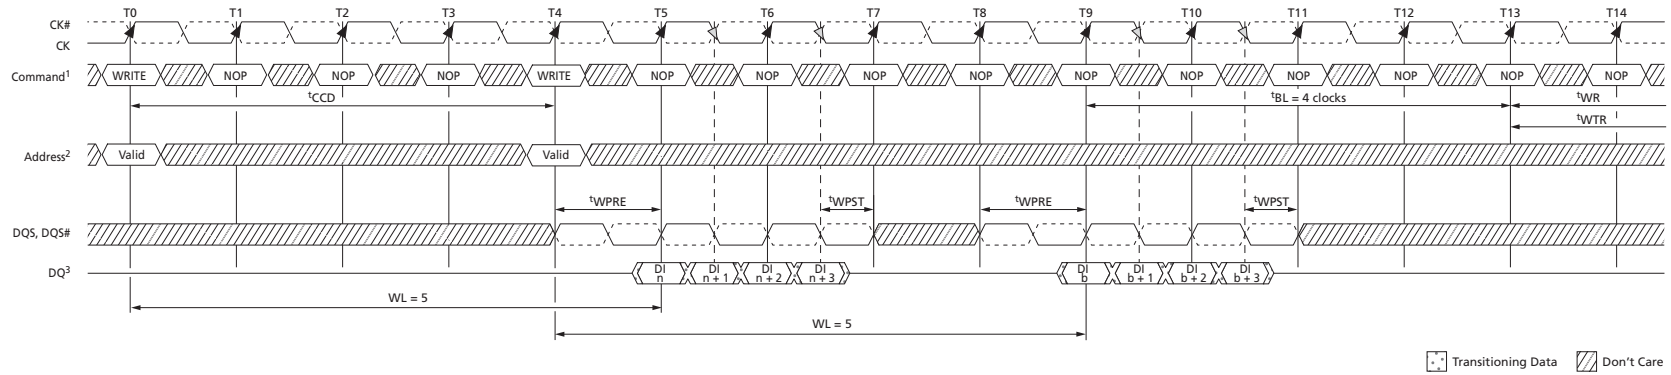 T0 T1 T2 T3 T4 T5 T6 T7 T8 T9 T10 T11 T12 T13 T14
CK#
CK
Command1 WRITE NOP NOP NOP WRITE NOP NOP NOP NOP NOP NOP NOP NOP NOP NOP
tCCD tBL = 4 clocks tWR
tWTR
Address2 Valid Valid
tWPRE tWPST tWPRE tWPST
DQS, DQS#
DQ3 DI n DI n + 1 DI n + 2 DI n + 3 DI b DI b + 1 DI b + 2 DI b + 3
WL = 5
WL = 5
Transitioning Data Don't Care